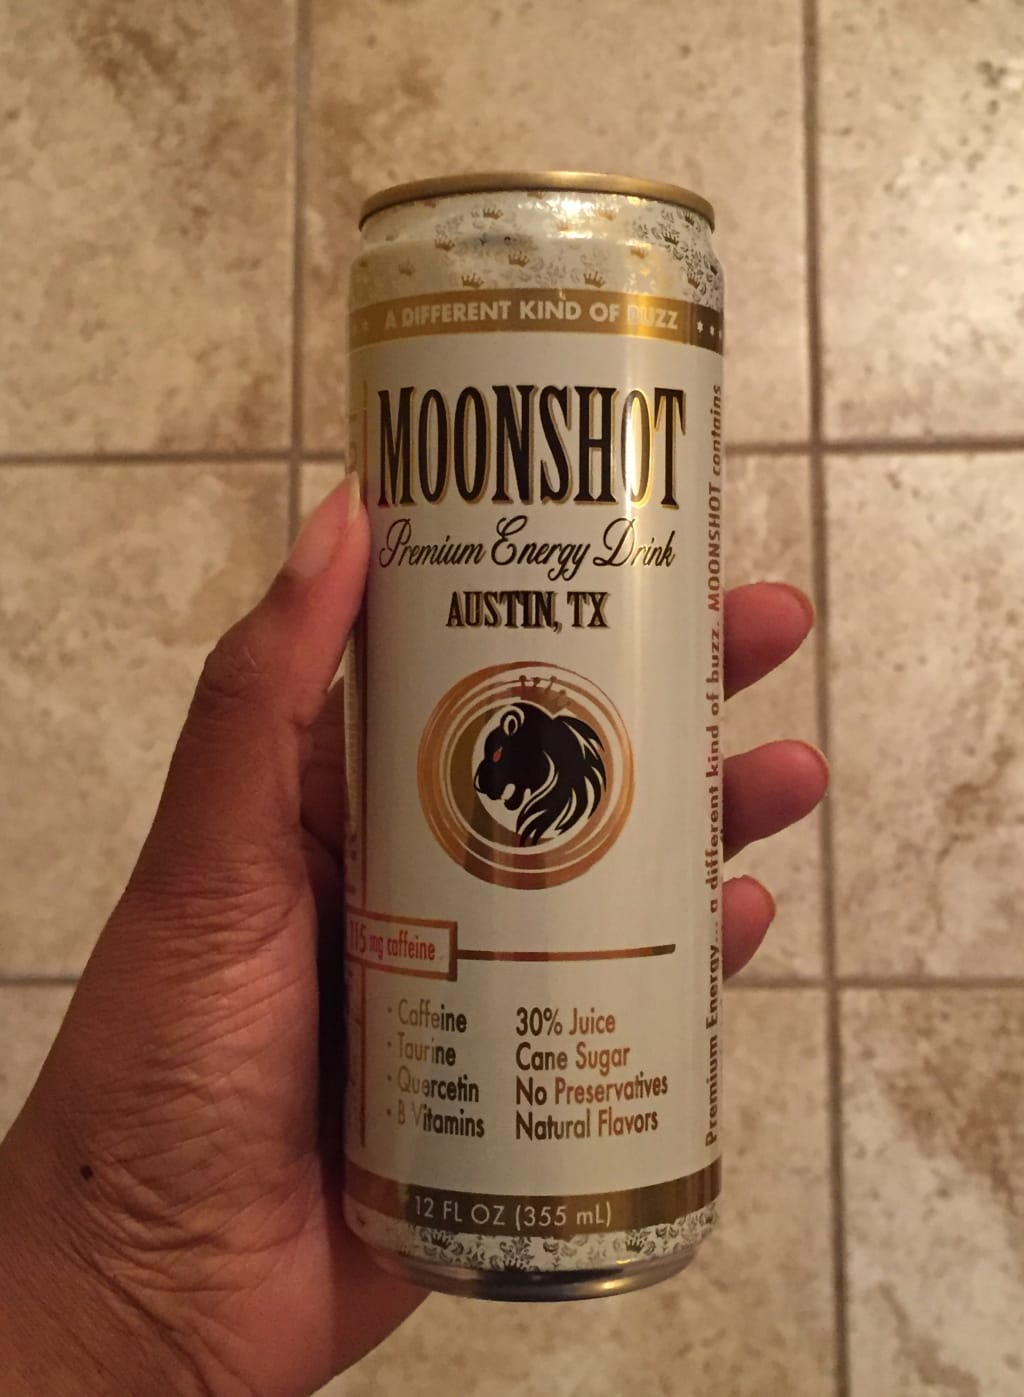 A DIFFERENT KIND OF BUZZ
MOONSHOT
Premium Energy Drink
AUSTIN, TX
115 mg caffeine
· Caffeine
· Taurine
· Quercetin
· B Vitamins
30% Juice
Cane Sugar
No Preservatives
Natural Flavors
12 FL OZ (355 mL)
Premium Energy... a different kind of buzz. MOONSHOT contains